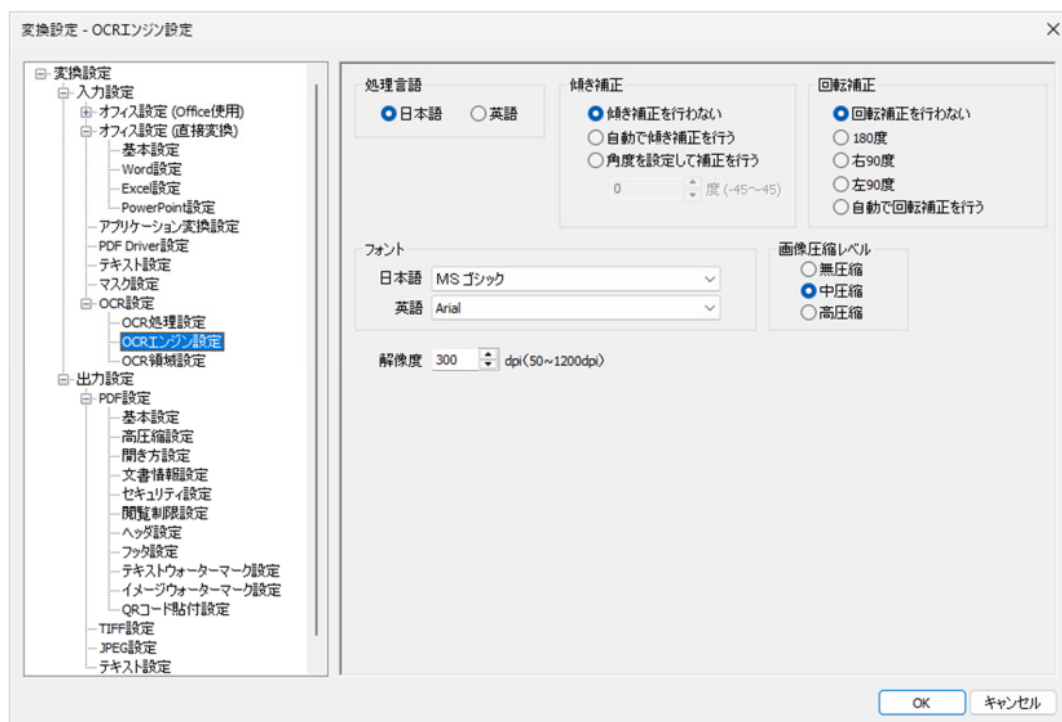 変換設定 - OCRエンジン設定
変換設定
入力設定
オフィス設定 (Office使用)
オフィス設定 (直接変換)
基本設定
Word設定
Excel設定
PowerPoint設定
アプリケーション変換設定
PDF Driver設定
テキスト設定
マスク設定
OCR設定
OCR処理設定
OCRエンジン設定
OCR領域設定
出力設定
PDF設定
基本設定
高圧縮設定
開き方設定
文書情報設定
セキュリティ設定
閲覧制限設定
ヘッダ設定
フッタ設定
テキストウォーターマーク設定
イメージウォーターマーク設定
QRコード貼付設定
TIFF設定
JPEG設定
テキスト設定
処理言語
日本語 英語
傾き補正
傾き補正を行わない
自動で傾き補正を行う
角度を設定して補正を行う
0 度 (-45～45)
回転補正
回転補正を行わない
180度
右90度
左90度
自動で回転補正を行う
フォント
日本語 MS ゴシック
英語 Arial
画像圧縮レベル
無圧縮
中圧縮
高圧縮
解像度 300 dpi(50~1200dpi)
OK キャンセル